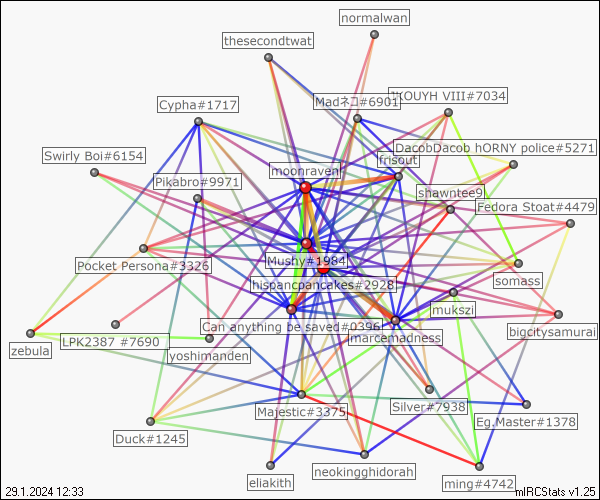 normalwan
thesecondtwat
Cypha#1717
Madネコ#6901
KOUYH VIII#7034
Swirly Boi#6154
DacobDacob hORNY police#5271
frisout
moonraven
Pikabro#9971
shawntee9
Fedora Stoat#4479
Pocket Persona#3326
Mushy#1984
hispancpancakes#2928
somass
mukszi
Can anything be saved#0396
bigcitysamurai
LPK2387 #7690
marcemadness
zebula
yoshimanden
Majestic#3375
Silver#7938
Eg.Master#1378
Duck#1245
neokingghidorah
eliakith
ming#4742
29.1.2024 12:33
mIRCStats v1.25